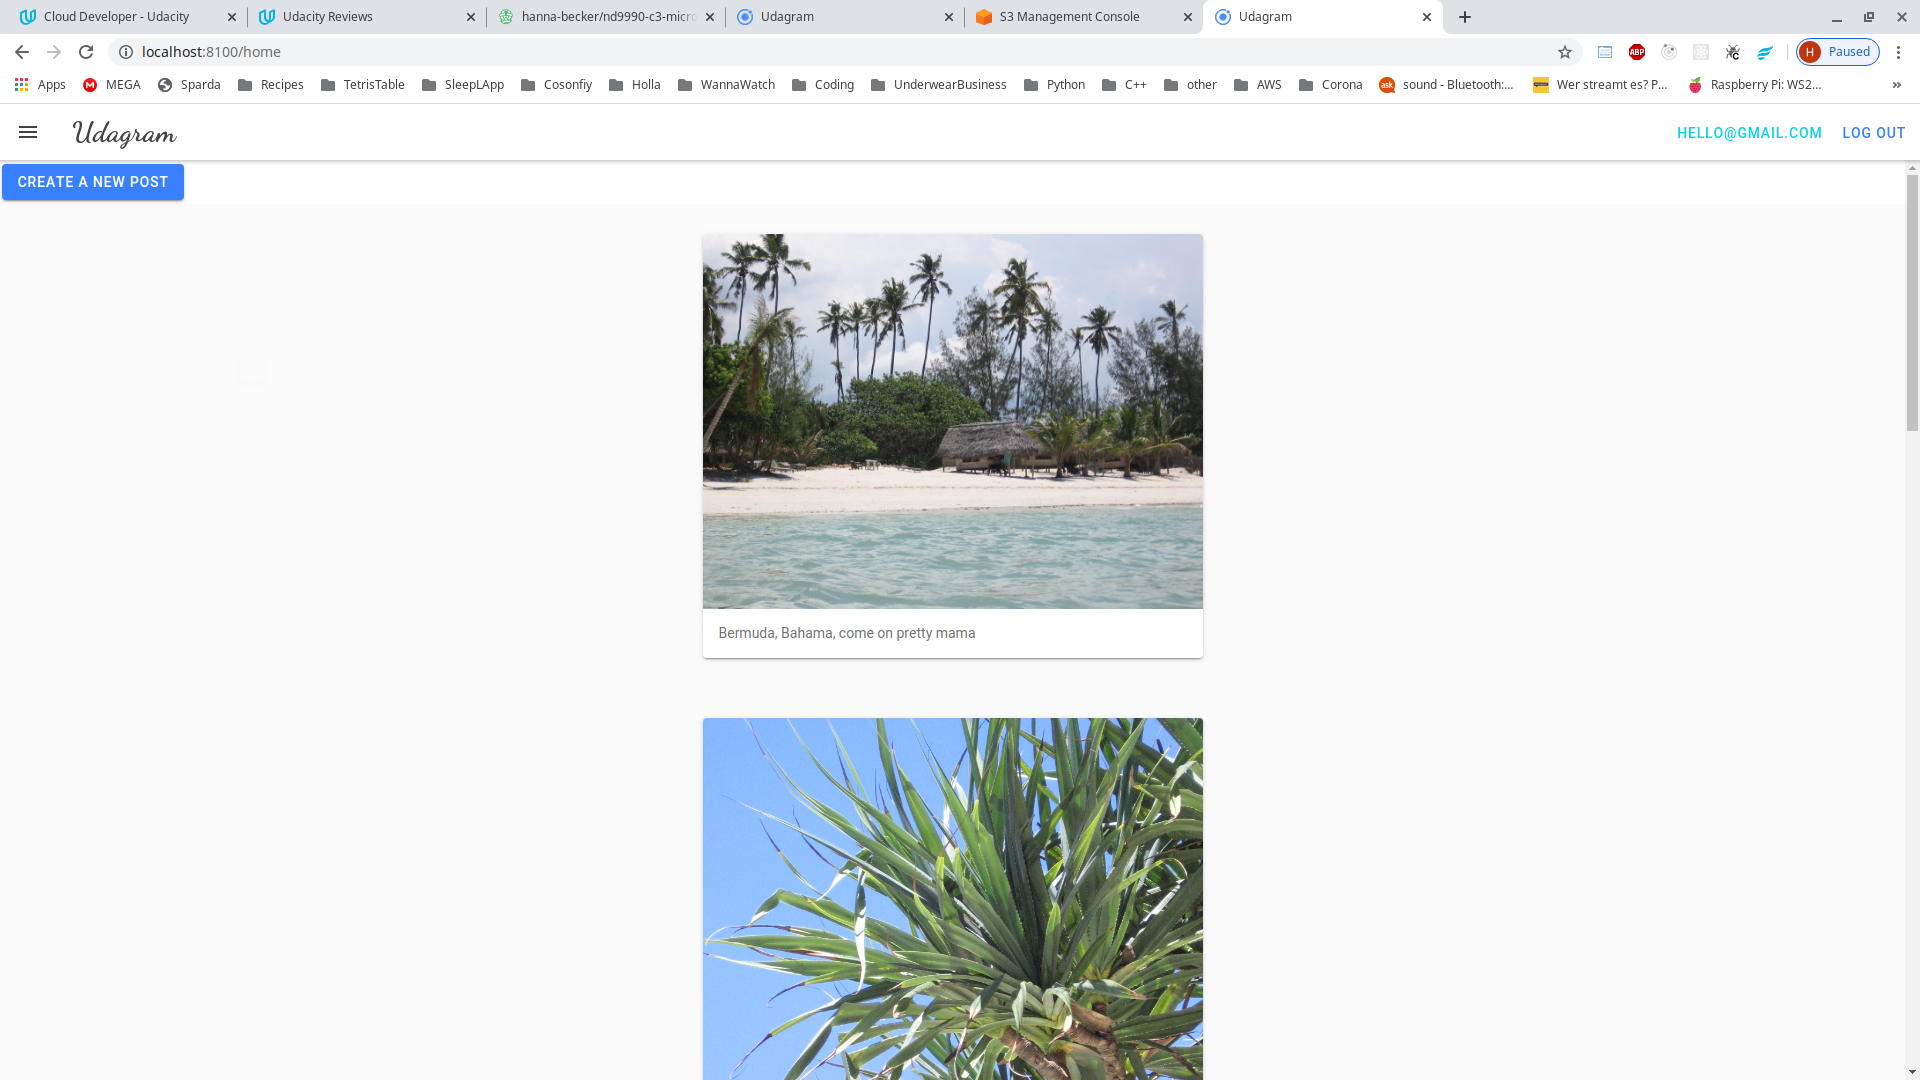 Cloud Developer - Udacity
Udacity Reviews
hanna-becker/nd9990-c3-micro
Udagram
S3 Management Console
Udagram
localhost:8100/home
ABP
H
Paused
Apps
MEGA
Sparda
Recipes
TetrisTable
SleepLApp
Cosonfiy
Holla
WannaWatch
Coding
UnderwearBusiness
Python
C++
other
AWS
Corona
ask
sound - Bluetooth:...
Wer streamt es? P...
Raspberry Pi: WS2...
»
Udagram
HELLO@GMAIL.COM
LOG OUT
CREATE A NEW POST
Bermuda, Bahama, come on pretty mama